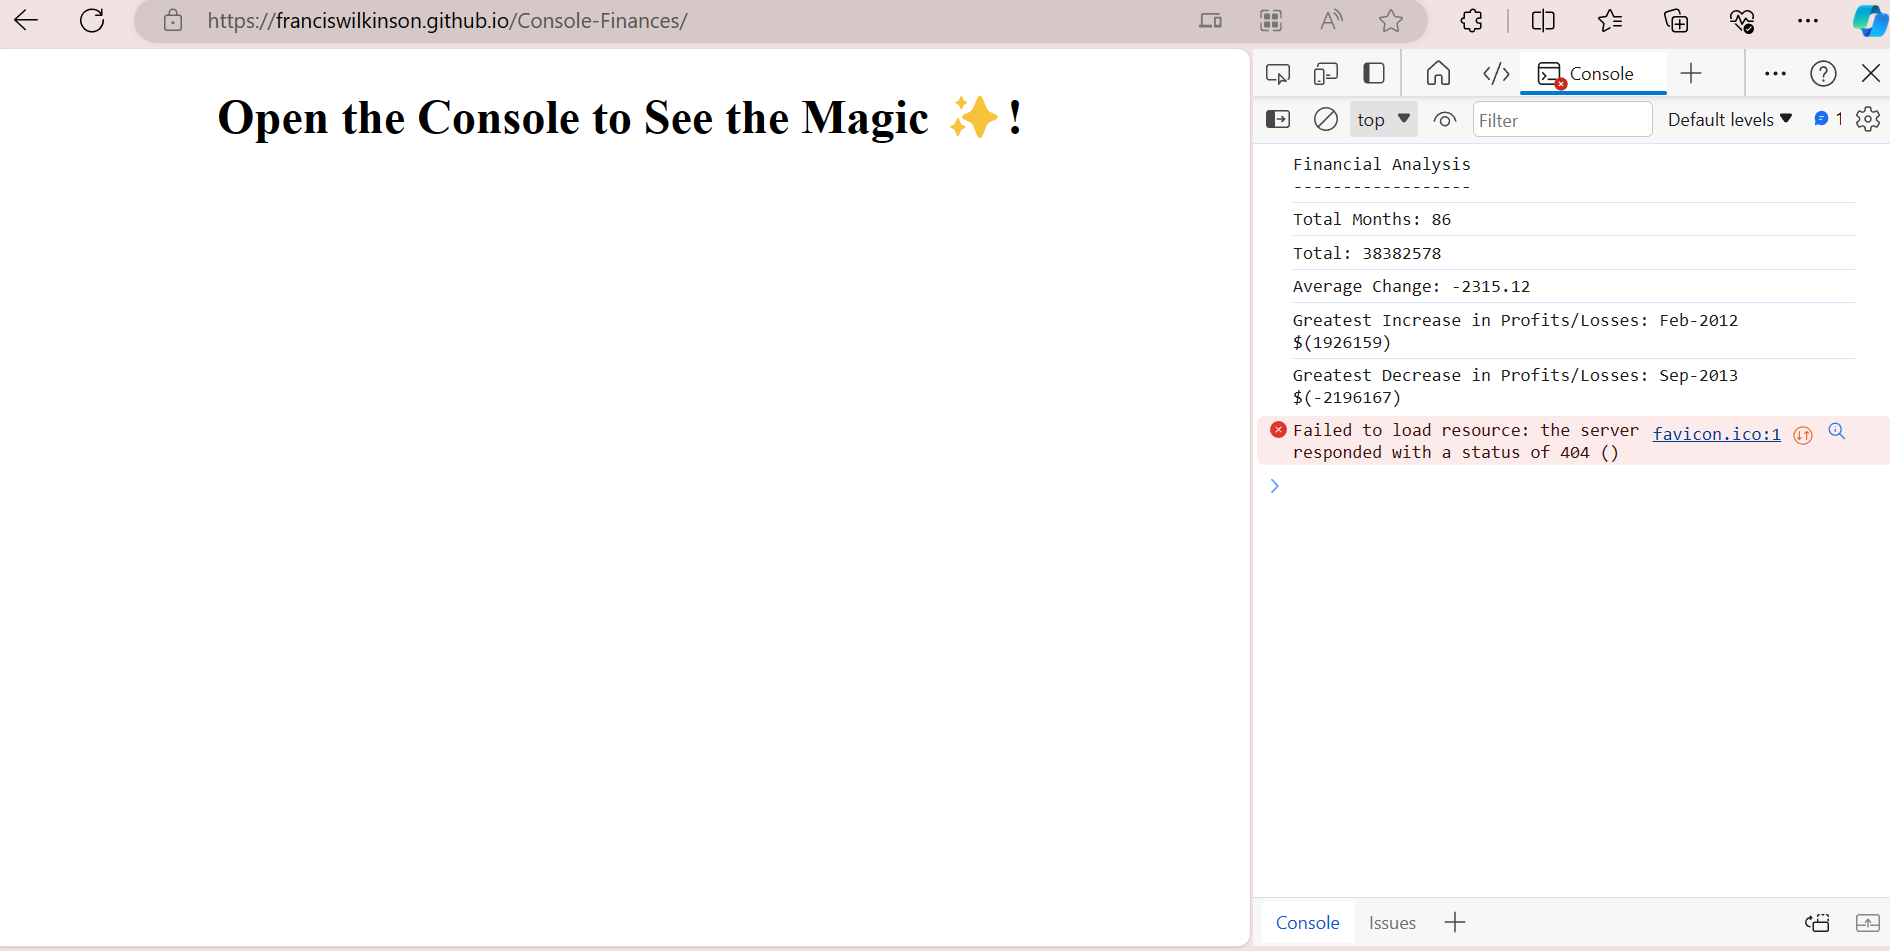 https://franciswilkinson.github.io/Console-Finances/
Open the Console to See the Magic ✨!
Console
top
Filter
Default levels
1
Financial Analysis
------------------
Total Months: 86
Total: 38382578
Average Change: -2315.12
Greatest Increase in Profits/Losses: Feb-2012
$(1926159)
Greatest Decrease in Profits/Losses: Sep-2013
$(-2196167)
Failed to load resource: the server favicon.ico:1
responded with a status of 404 ()
Console Issues